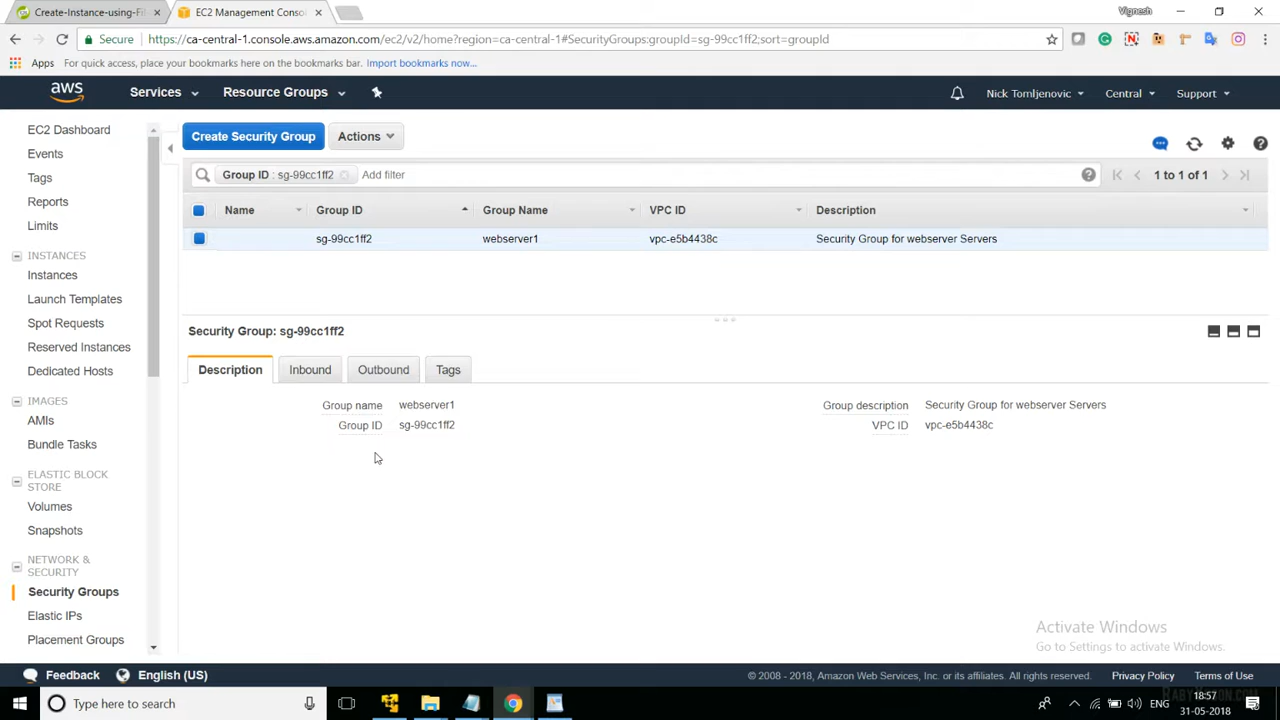 Create-Instance-using-Fil
EC2 Management Consol
Vignesh
Secure
https://ca-central-1.console.aws.amazon.com/ec2/v2/home?region=ca-central-1#SecurityGroups:groupId=sg-99cc1ff2;sort=groupId
Apps
For quick access, place your bookmarks here on the bookmarks bar. Import bookmarks now...
aws
Services
Resource Groups
Nick Tomljenovic
Central
Support
EC2 Dashboard
Events
Tags
Reports
Limits
INSTANCES
Instances
Launch Templates
Spot Requests
Reserved Instances
Dedicated Hosts
IMAGES
AMIs
Bundle Tasks
ELASTIC BLOCK
STORE
Volumes
Snapshots
NETWORK &
SECURITY
Security Groups
Elastic IPs
Placement Groups
Create Security Group
Actions
Group ID : sg-99cc1ff2
Add filter
1 to 1 of 1
Name Group ID Group Name VPC ID Description
sg-99cc1ff2 webserver1 vpc-e5b4438c Security Group for webserver Servers
Security Group: sg-99cc1ff2
Description Inbound Outbound Tags
Group name webserver1 Group description Security Group for webserver Servers
Group ID sg-99cc1ff2 VPC ID vpc-e5b4438c
Activate Windows
Go to Settings to activate Windows.
Feedback
English (US)
© 2008 - 2018, Amazon Web Services, Inc. or its affiliates. All rights reserved.
Privacy Policy
Terms of Use
Type here to search
ENG
18:57
31-05-2018